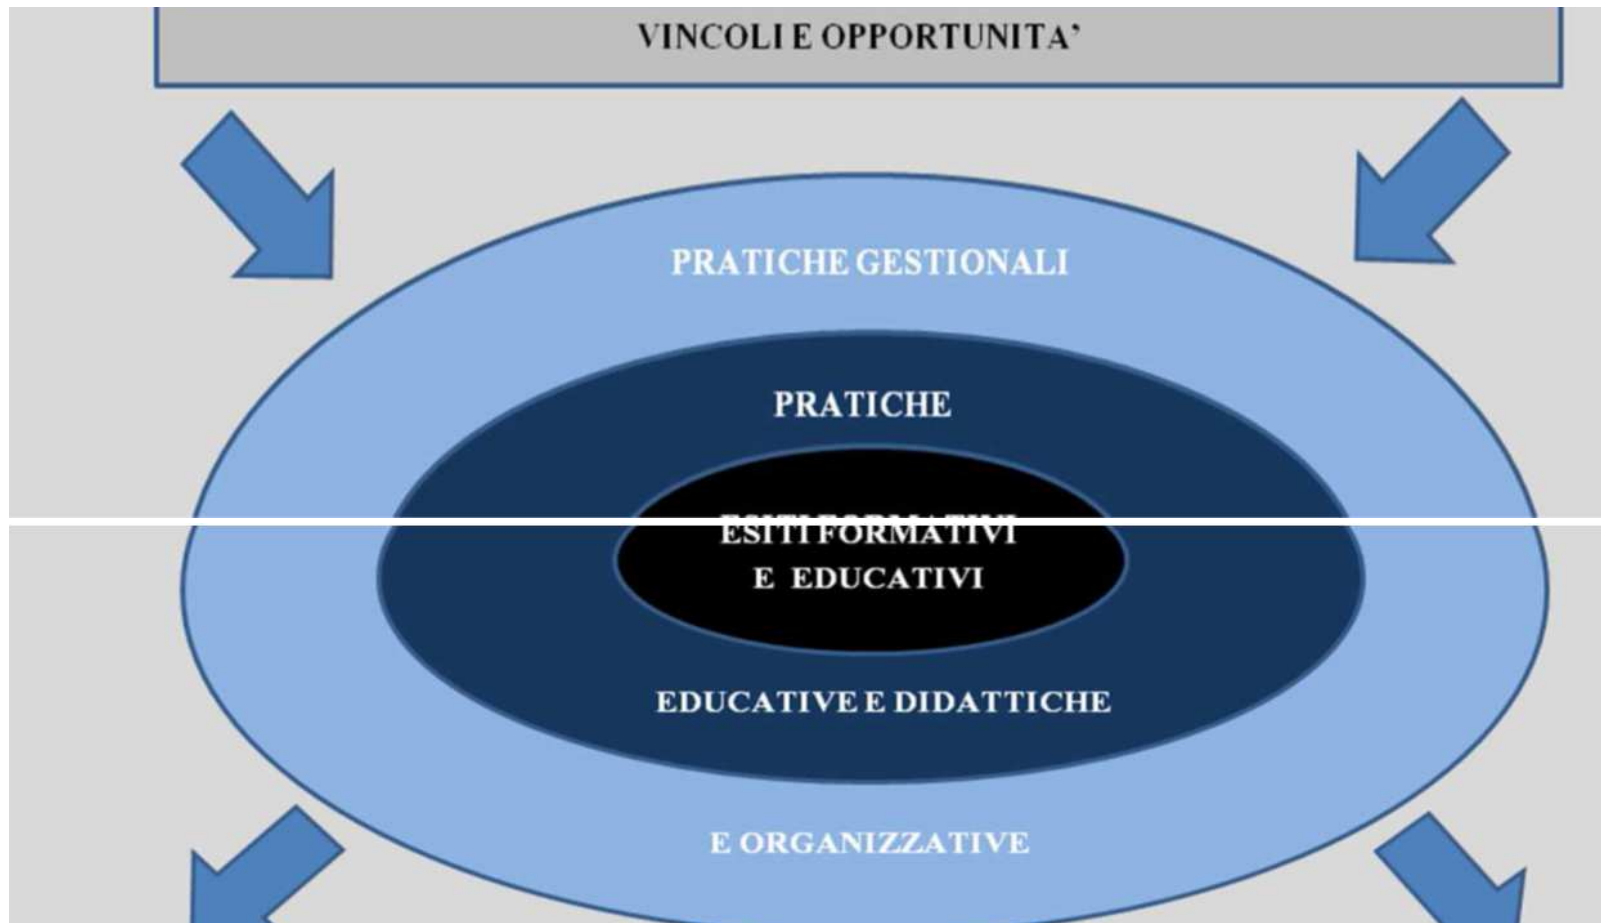 VINCOLI E OPPORTUNITA’
PRATICHE GESTIONALI
PRATICHE
ESITI FORMATIVI
E EDUCATIVI
EDUCATIVE E DIDATTICHE
E ORGANIZZATIVE